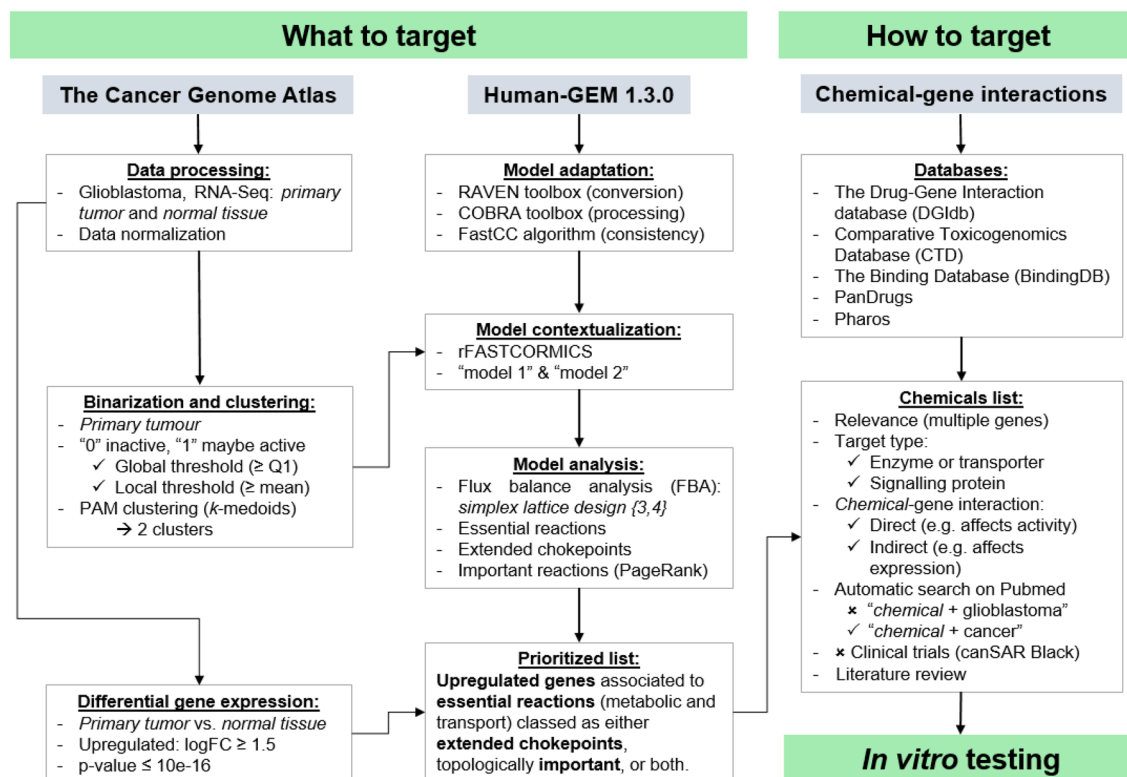 What to target
How to target
The Cancer Genome Atlas
Data processing:
- Glioblastoma, RNA-Seq: primary
tumor and normal tissue
- Data normalization
Binarization and clustering:
- Primary tumour
- “0” inactive, “1” maybe active
✓ Global threshold (≥ Q1)
✓ Local threshold (≥ mean)
- PAM clustering (k-medoids)
→ 2 clusters
Differential gene expression:
- Primary tumor vs. normal tissue
- Upregulated: logFC ≥ 1.5
- p-value ≤ 10e-16
Human-GEM 1.3.0
Model adaptation:
- RAVEN toolbox (conversion)
- COBRA toolbox (processing)
- FastCC algorithm (consistency)
Model contextualization:
- rFASTCORMICS
- “model 1” & “model 2”
Model analysis:
- Flux balance analysis (FBA):
simplex lattice design {3,4}
- Essential reactions
- Extended chokepoints
- Important reactions (PageRank)
Prioritized list:
Upregulated genes associated to
essential reactions (metabolic and
transport) classed as either
extended chokepoints,
topologically important, or both.
Chemical-gene interactions
Databases:
- The Drug-Gene Interaction
database (DGIdb)
- Comparative Toxicogenomics
Database (CTD)
- The Binding Database (BindingDB)
- PanDrugs
- Pharos
Chemicals list:
- Relevance (multiple genes)
- Target type:
✓ Enzyme or transporter
✓ Signalling protein
- Chemical-gene interaction:
✓ Direct (e.g. affects activity)
✓ Indirect (e.g. affects
expression)
- Automatic search on Pubmed
✘ “chemical + glioblastoma”
✓ “chemical + cancer”
- ✘ Clinical trials (canSAR Black)
- Literature review
In vitro testing